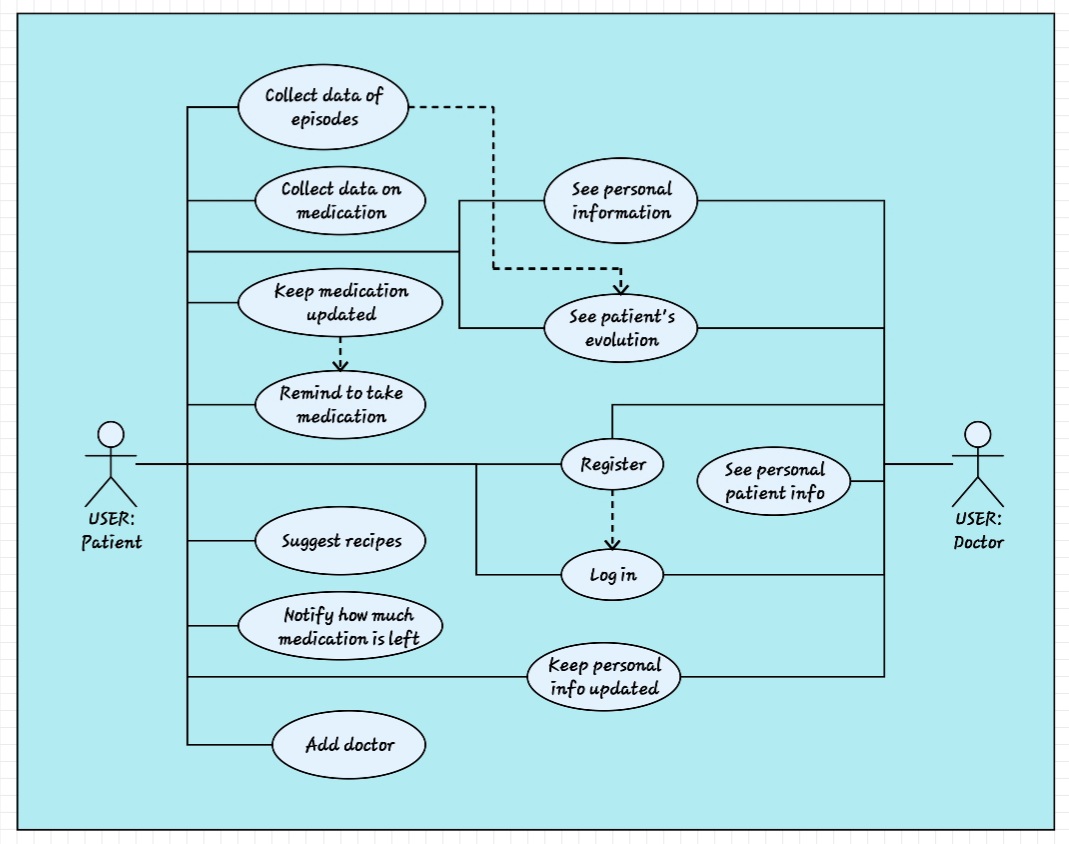 Collect data of
episodes
Collect data on
medication
See personal
information
Keep medication
updated
See patient's
evolution
Remind to take
medication
Register
See personal
patient info
USER:
Patient
USER:
Doctor
Suggest recipes
Log in
Notify how much
medication is left
Keep personal
info updated
Add doctor